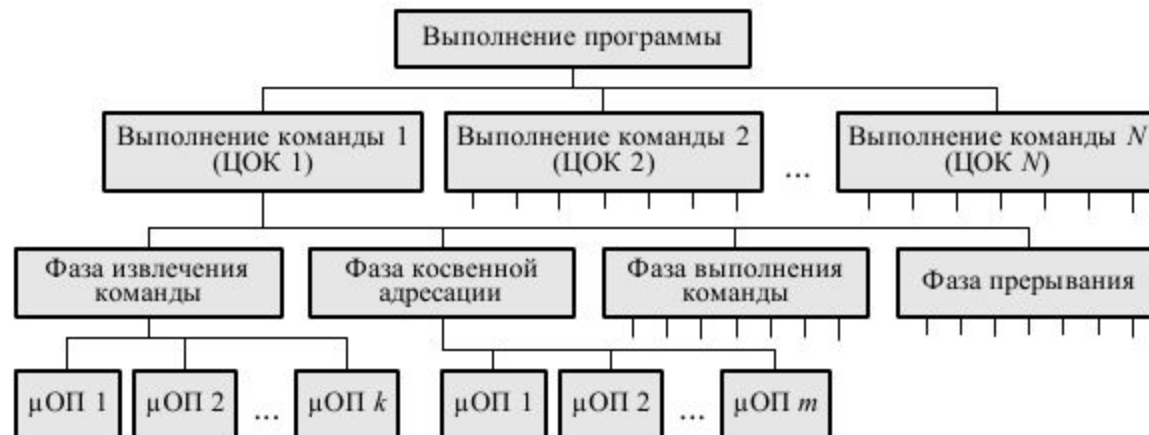 Выполнение программы
Выполнение команды 1
(ЦОК 1)
Выполнение команды 2
(ЦОК 2)
...
Выполнение команды N
(ЦОК N)
Фаза извлечения
команды
Фаза косвенной
адресации
Фаза выполнения
команды
Фаза прерывания
μОП 1
μОП 2
...
μОП k
μОП 1
μОП 2
...
μОП m